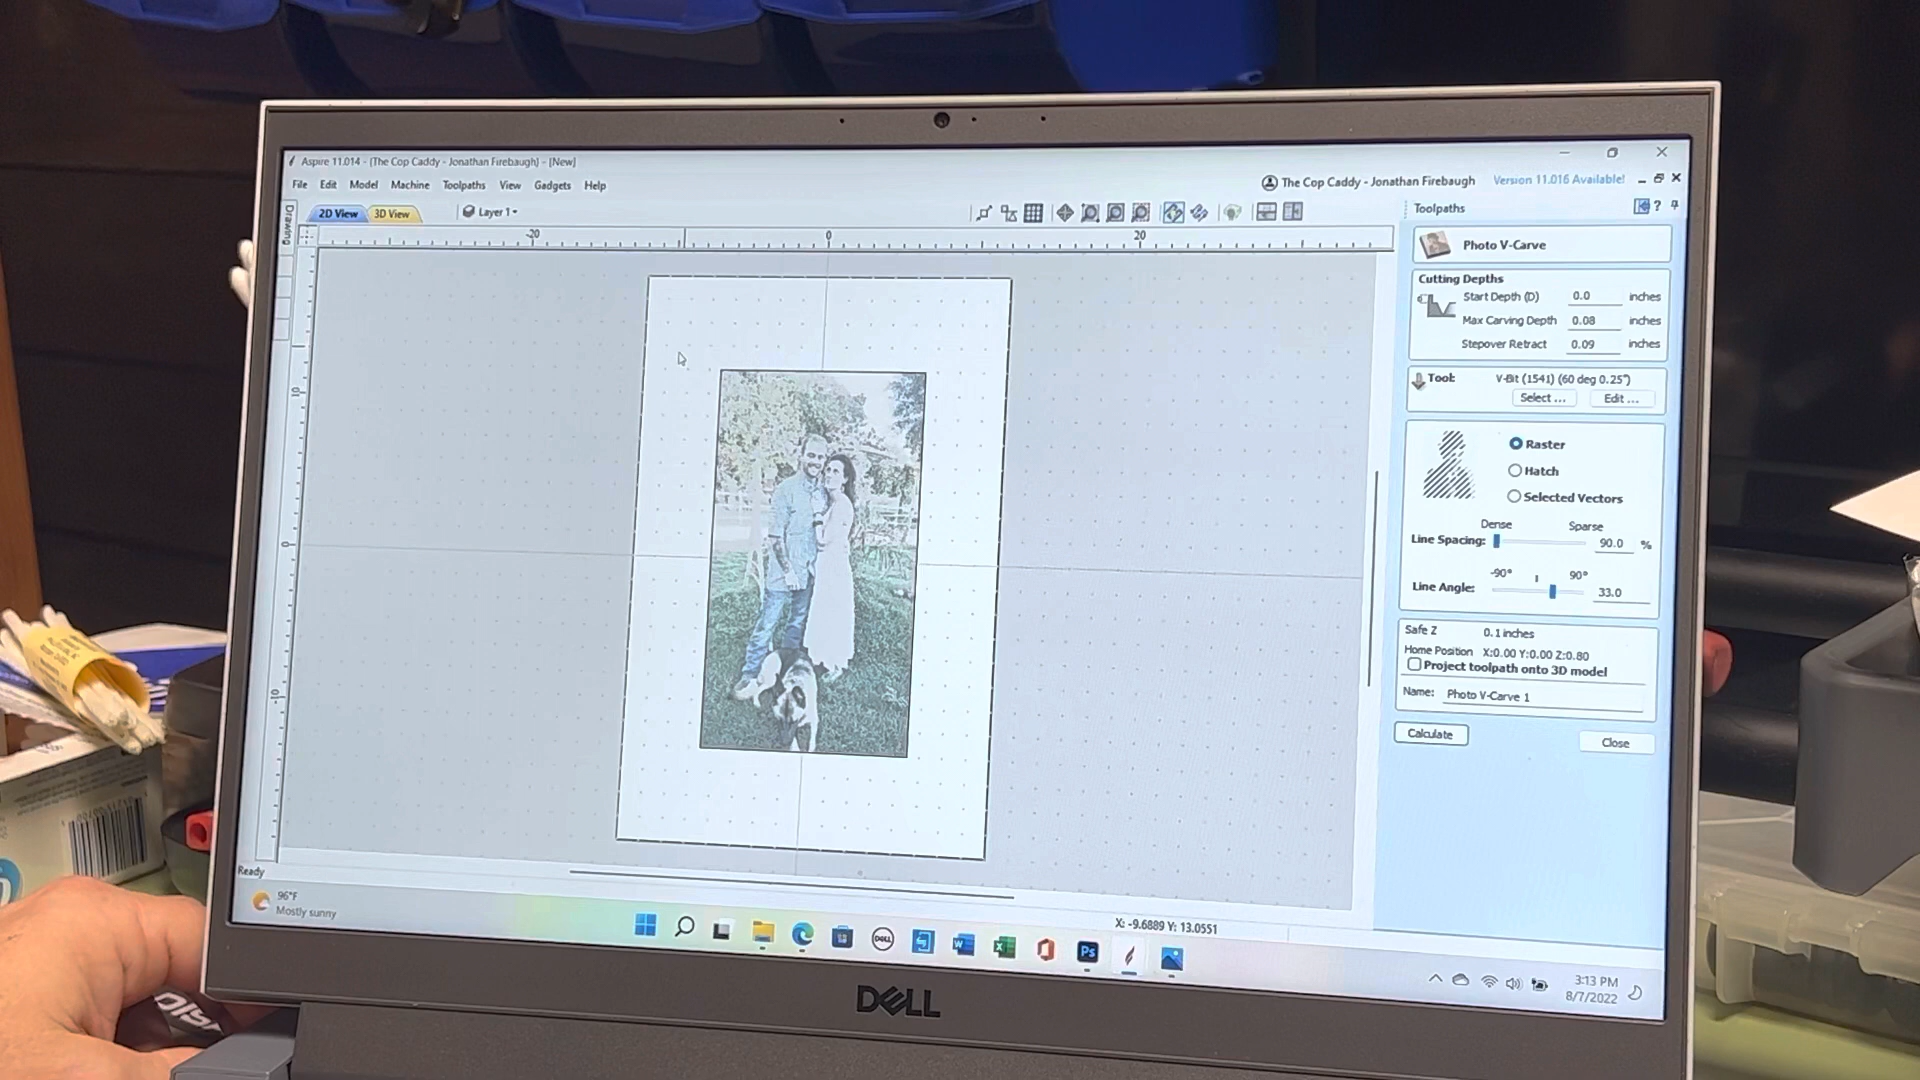 Aspire 11.014 - {The Cop Caddy - Jonathan Firebaugh} - [New]
File Edit Model Machine Toolpaths View Gadgets Help
The Cop Caddy - Jonathan Firebaugh Version 11.016 Available!
Drawing
2D View 3D View Layer 1
Toolpaths ?
-20 0 20
10
0
-10
Photo V-Carve
Cutting Depths
Start Depth (D) 0.0 inches
Max Carving Depth 0.08 inches
Stepover Retract 0.09 inches
Tool: V-Bit (1541) (60 deg 0.25")
Select ... Edit ...
Raster
Hatch
Selected Vectors
Dense Sparse
Line Spacing: 90.0 %
-90° 90°
Line Angle: 33.0
Safe Z 0.1 inches
Home Position X:0.00 Y:0.00 Z:0.80
Project toolpath onto 3D model
Name: Photo V-Carve 1
Calculate Close
Ready
X: -9.6889 Y: 13.0551
96°F
Mostly sunny
DELL
W
X
Ps
3:13 PM
8/7/2022
DELL